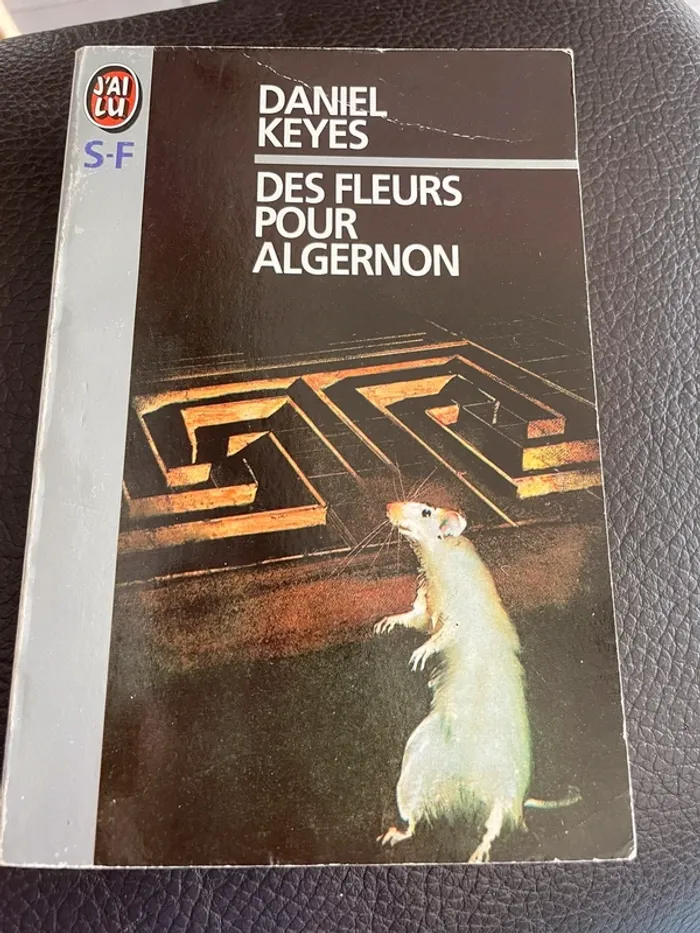 J'AI
LU
S-F
DANIEL
KEYES
DES FLEURS
POUR
ALGERNON